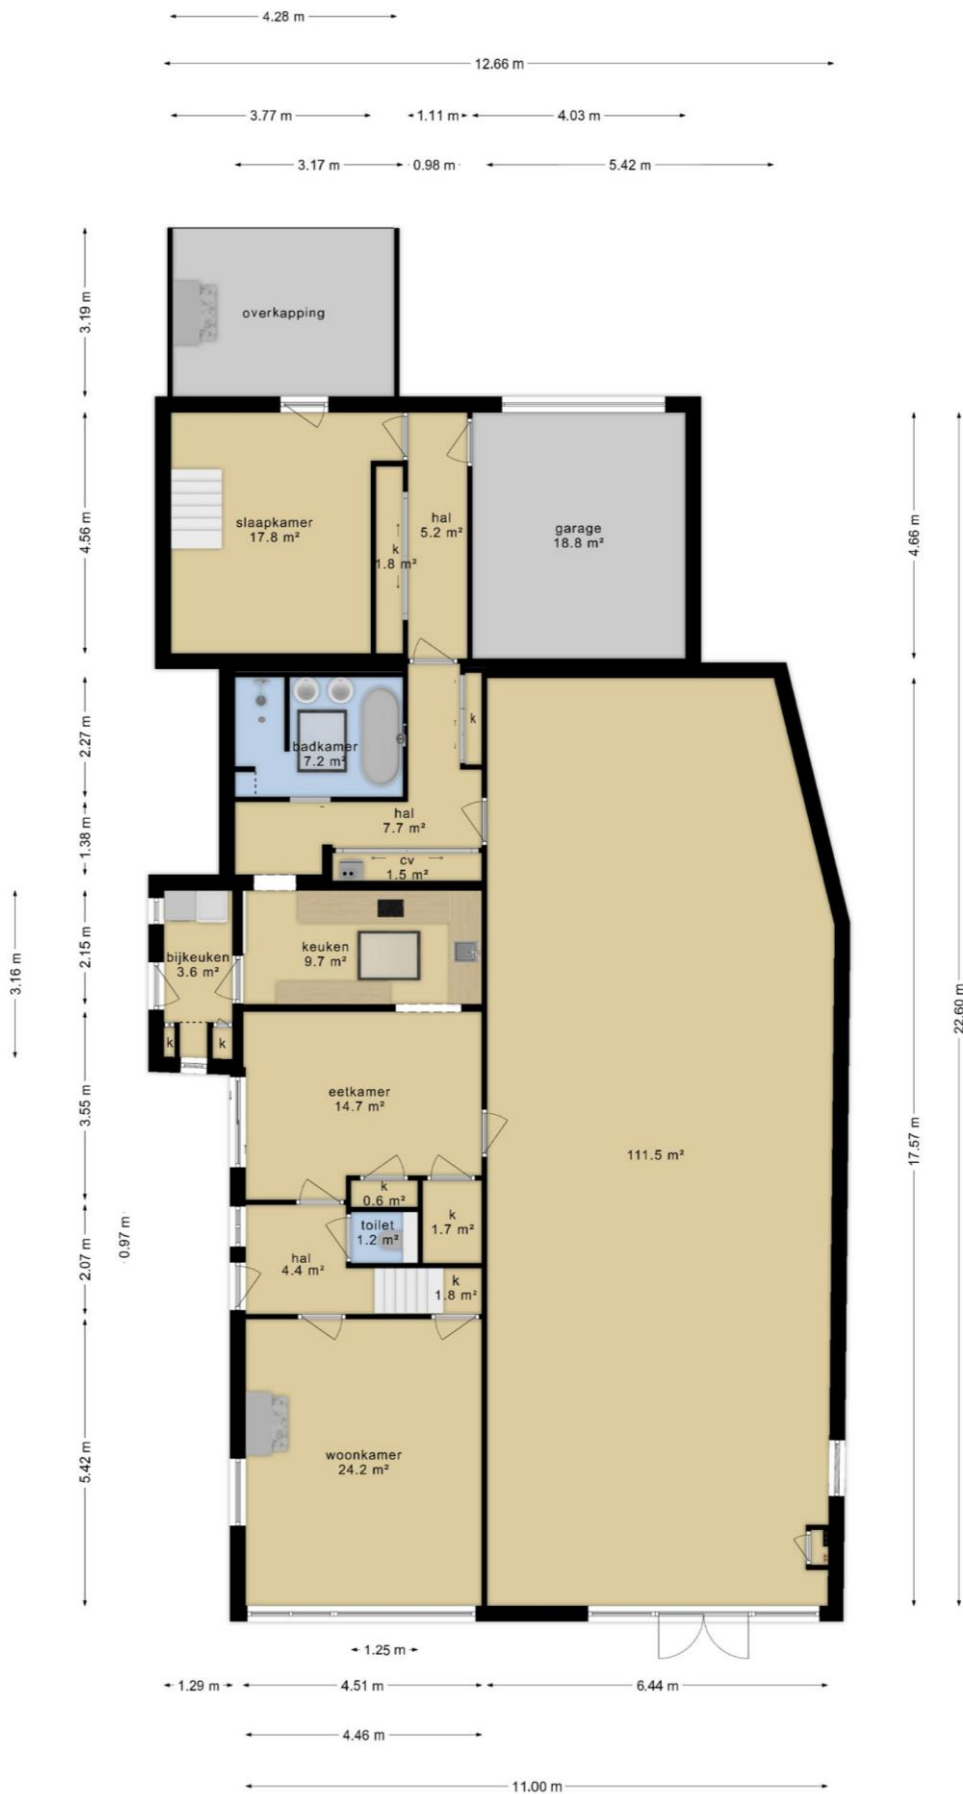 4.28 m
12.66 m
3.77 m
1.11 m
4.03 m
3.17 m
0.98 m
5.42 m
3.19 m
overkapping
4.56 m
slaapkamer
17.8 m²
k
1.8 m²
hal
5.2 m²
garage
18.8 m²
4.66 m
22.60 m
2.27 m
badkamer
7.2 m²
k
1.38 m
hal
7.7 m²
cv
1.5 m²
3.16 m
2.15 m
bijkeuken
3.6 m²
keuken
9.7 m²
k
k
3.55 m
eetkamer
14.7 m²
111.5 m²
17.57 m
k
0.6 m²
k
1.7 m²
toilet
1.2 m²
0.97 m
2.07 m
hal
4.4 m²
k
1.8 m²
5.42 m
woonkamer
24.2 m²
1.25 m
1.29 m
4.51 m
6.44 m
4.46 m
11.00 m